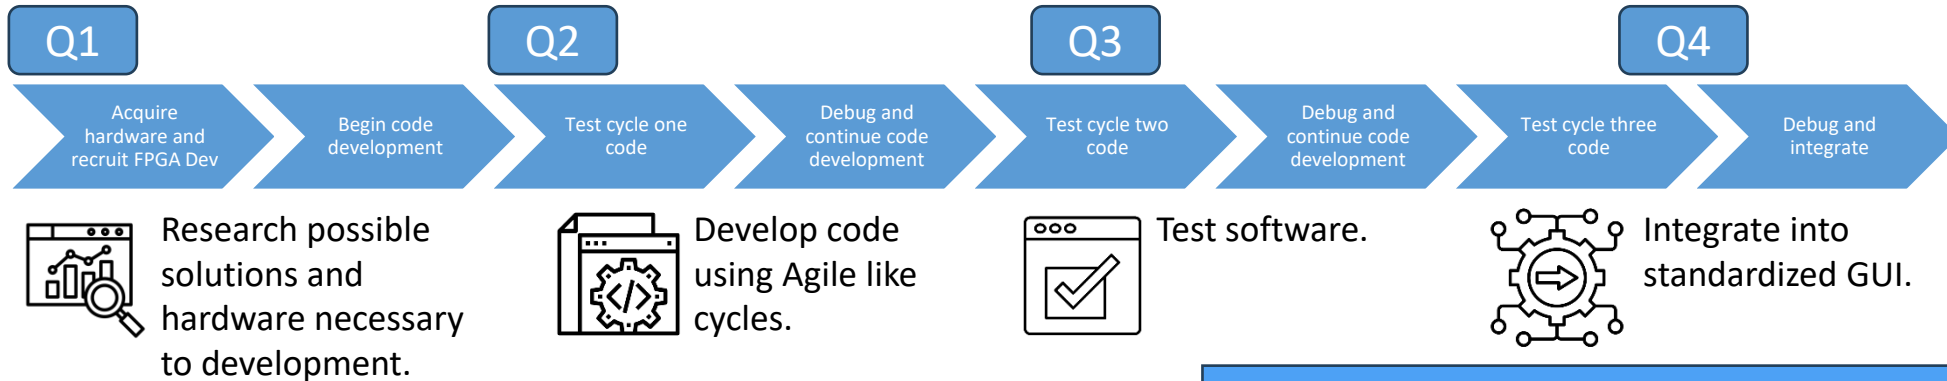 Q1
Q2
Q3
Q4
Acquire
hardware and
recruit FPGA Dev
Begin code
development
Test cycle one
code
Debug and
continue code
development
Test cycle two
code
Debug and
continue code
development
Test cycle three
code
Debug and
integrate
Research possible
solutions and
hardware necessary
to development.
Develop code
using Agile like
cycles.
Test software.
Integrate into
standardized GUI.